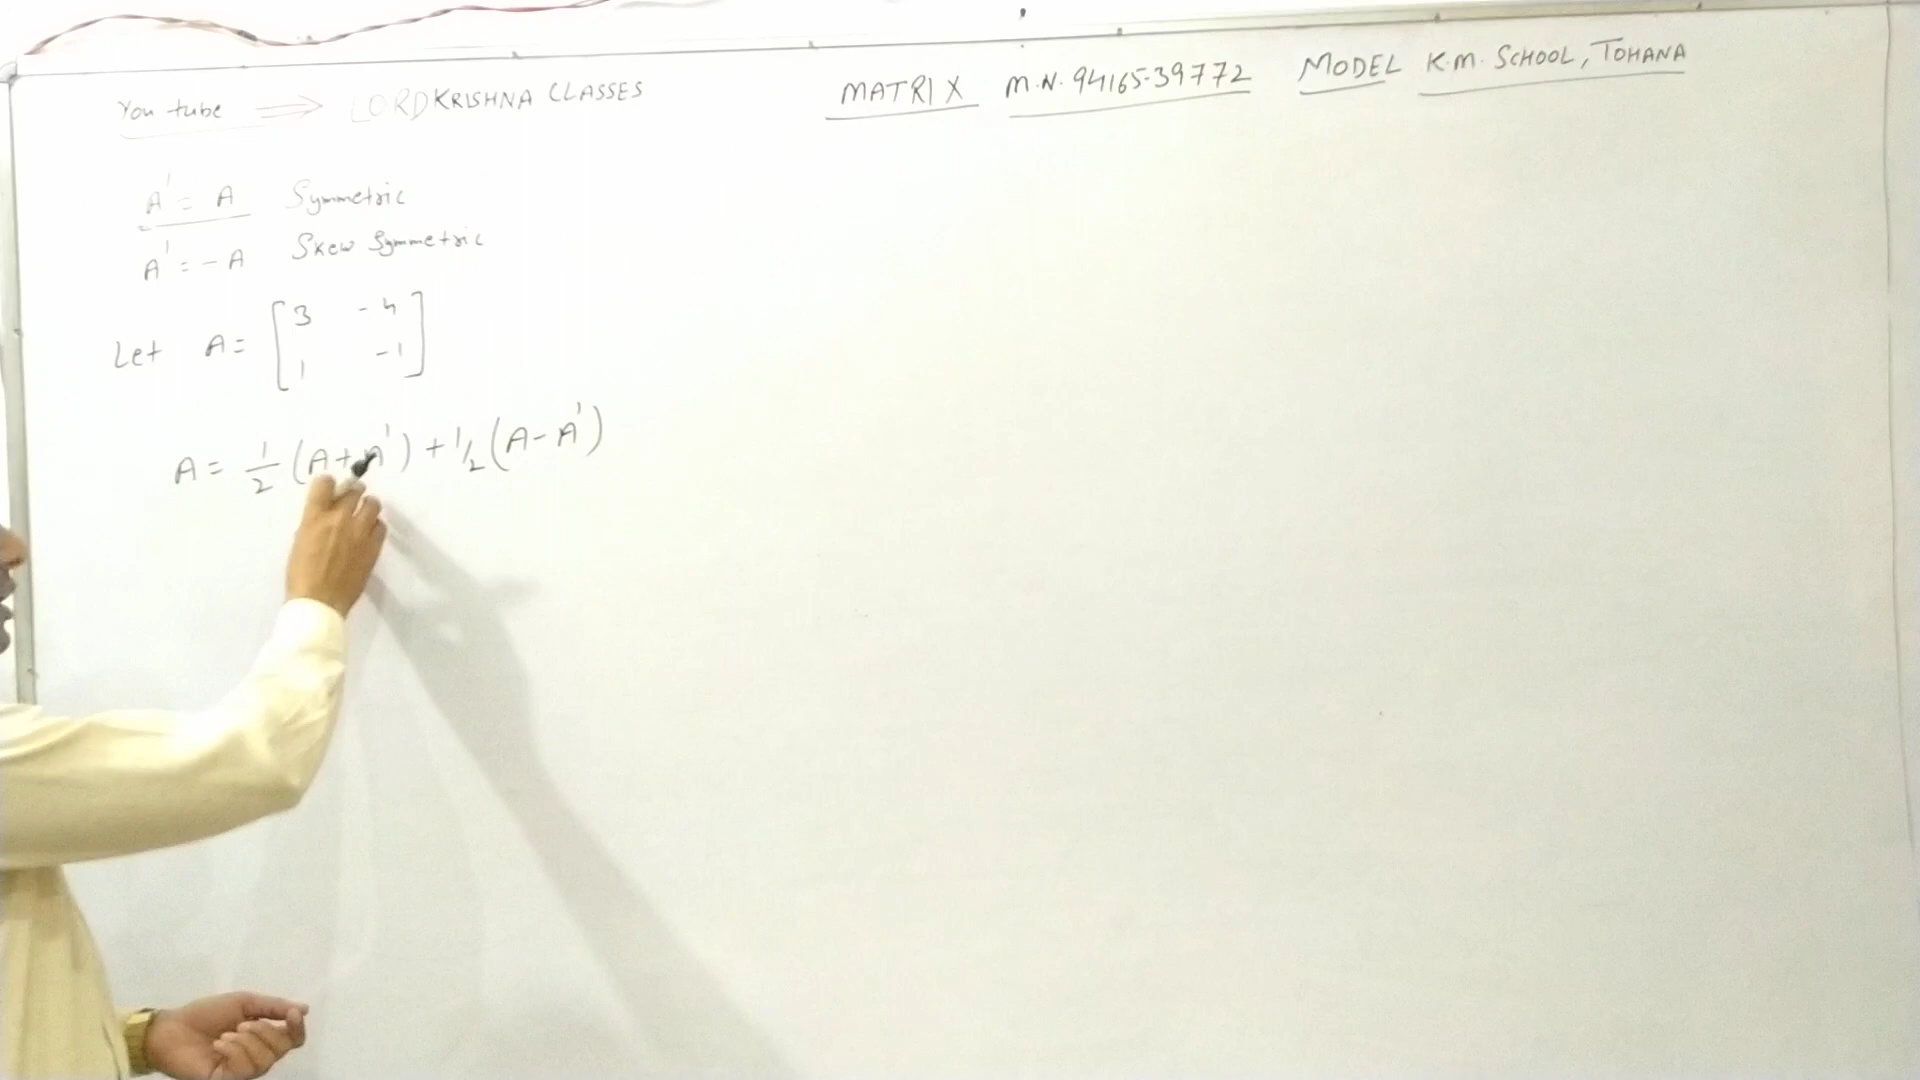 You tube ⇒ LORD KRISHNA CLASSES MATRIX M.N. 94165-39772 MODEL K.M. SCHOOL, TOHANA
A' = A Symmetric
A' = -A Skew Symmetric
Let A = [3 -4
1 -1]
A = 1/2 (A+A') + 1/2 (A-A')